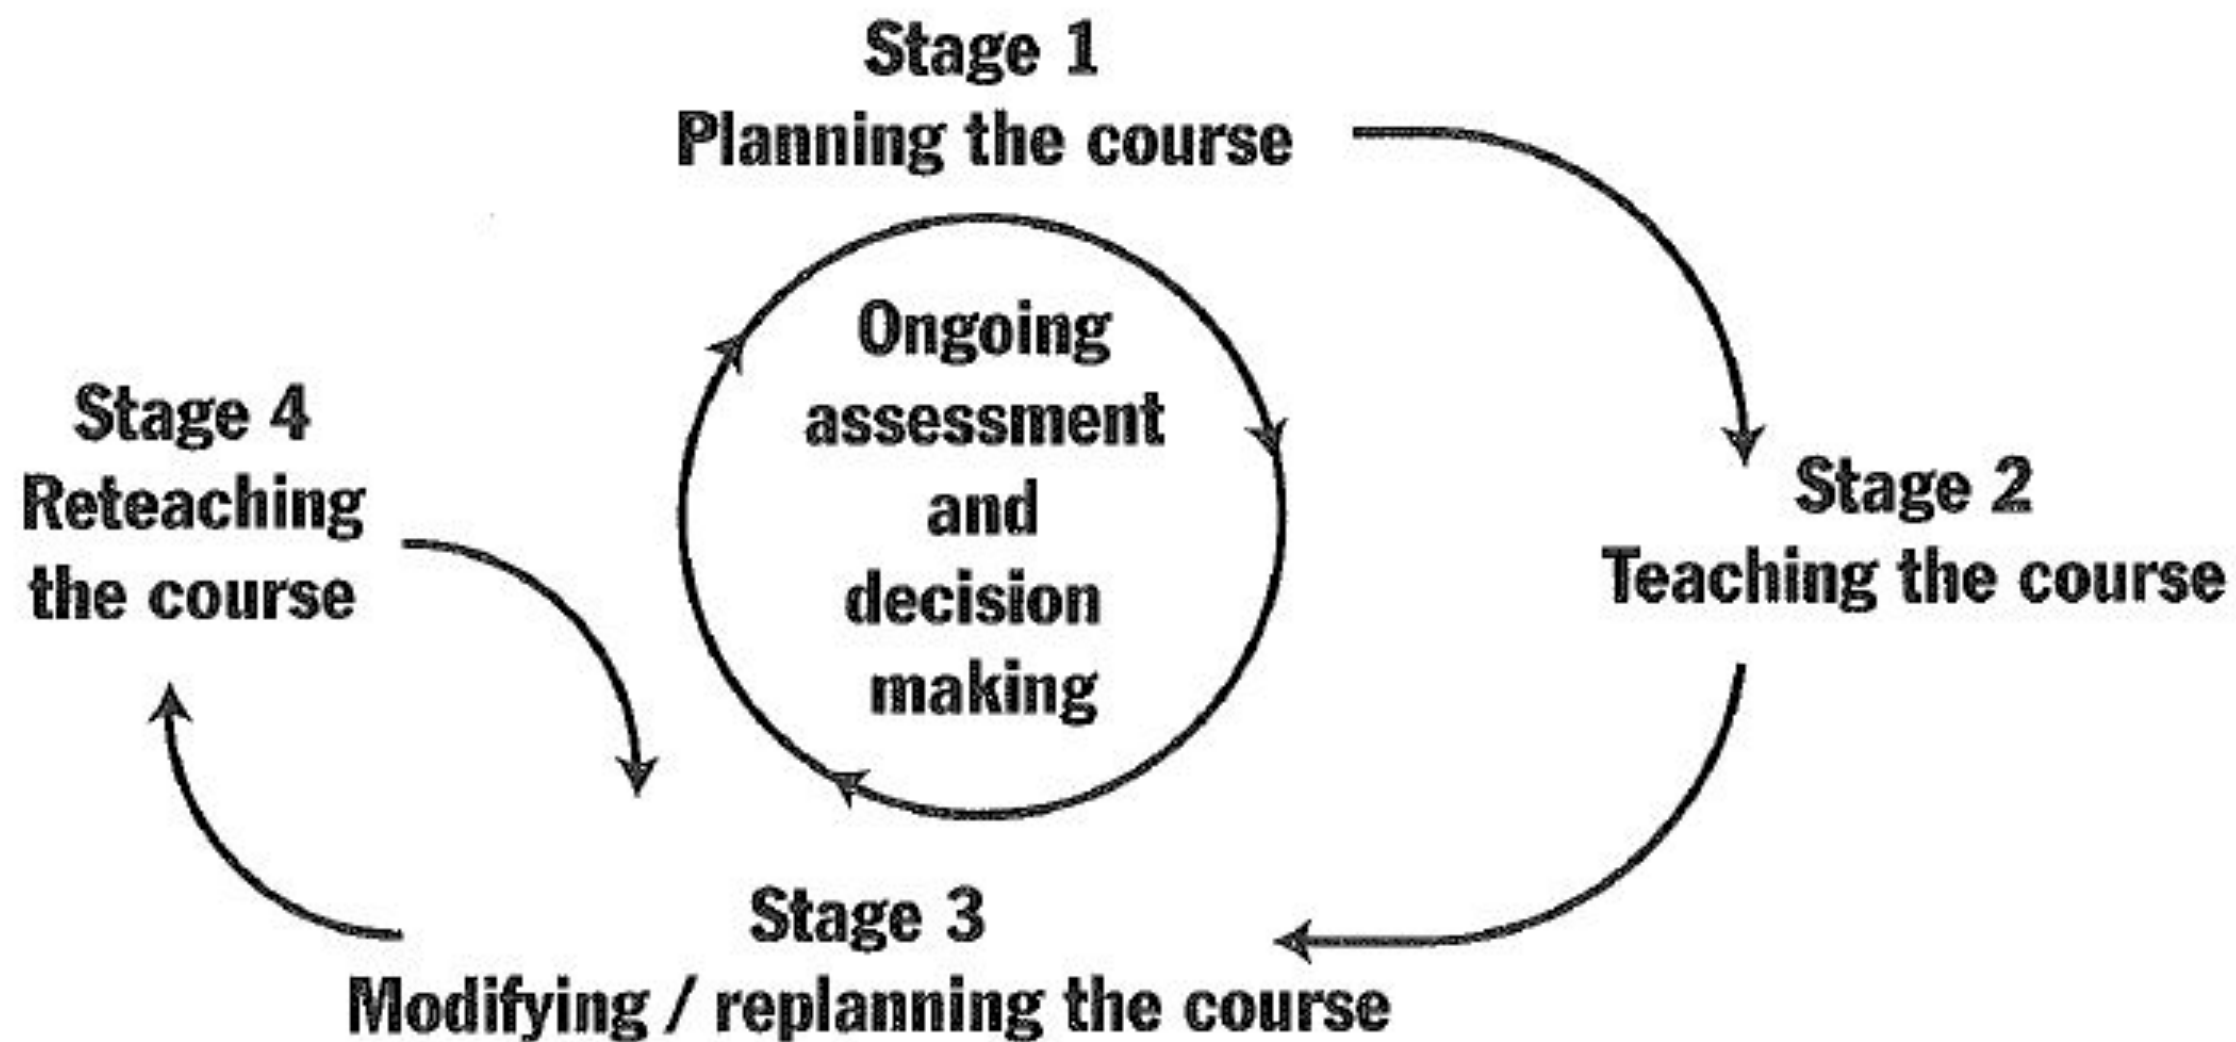 Stage 1
Planning the course
Ongoing
assessment
and
decision
making
Stage 4
Reteaching
the course
Stage 2
Teaching the course
Stage 3
Modifying / replanning the course